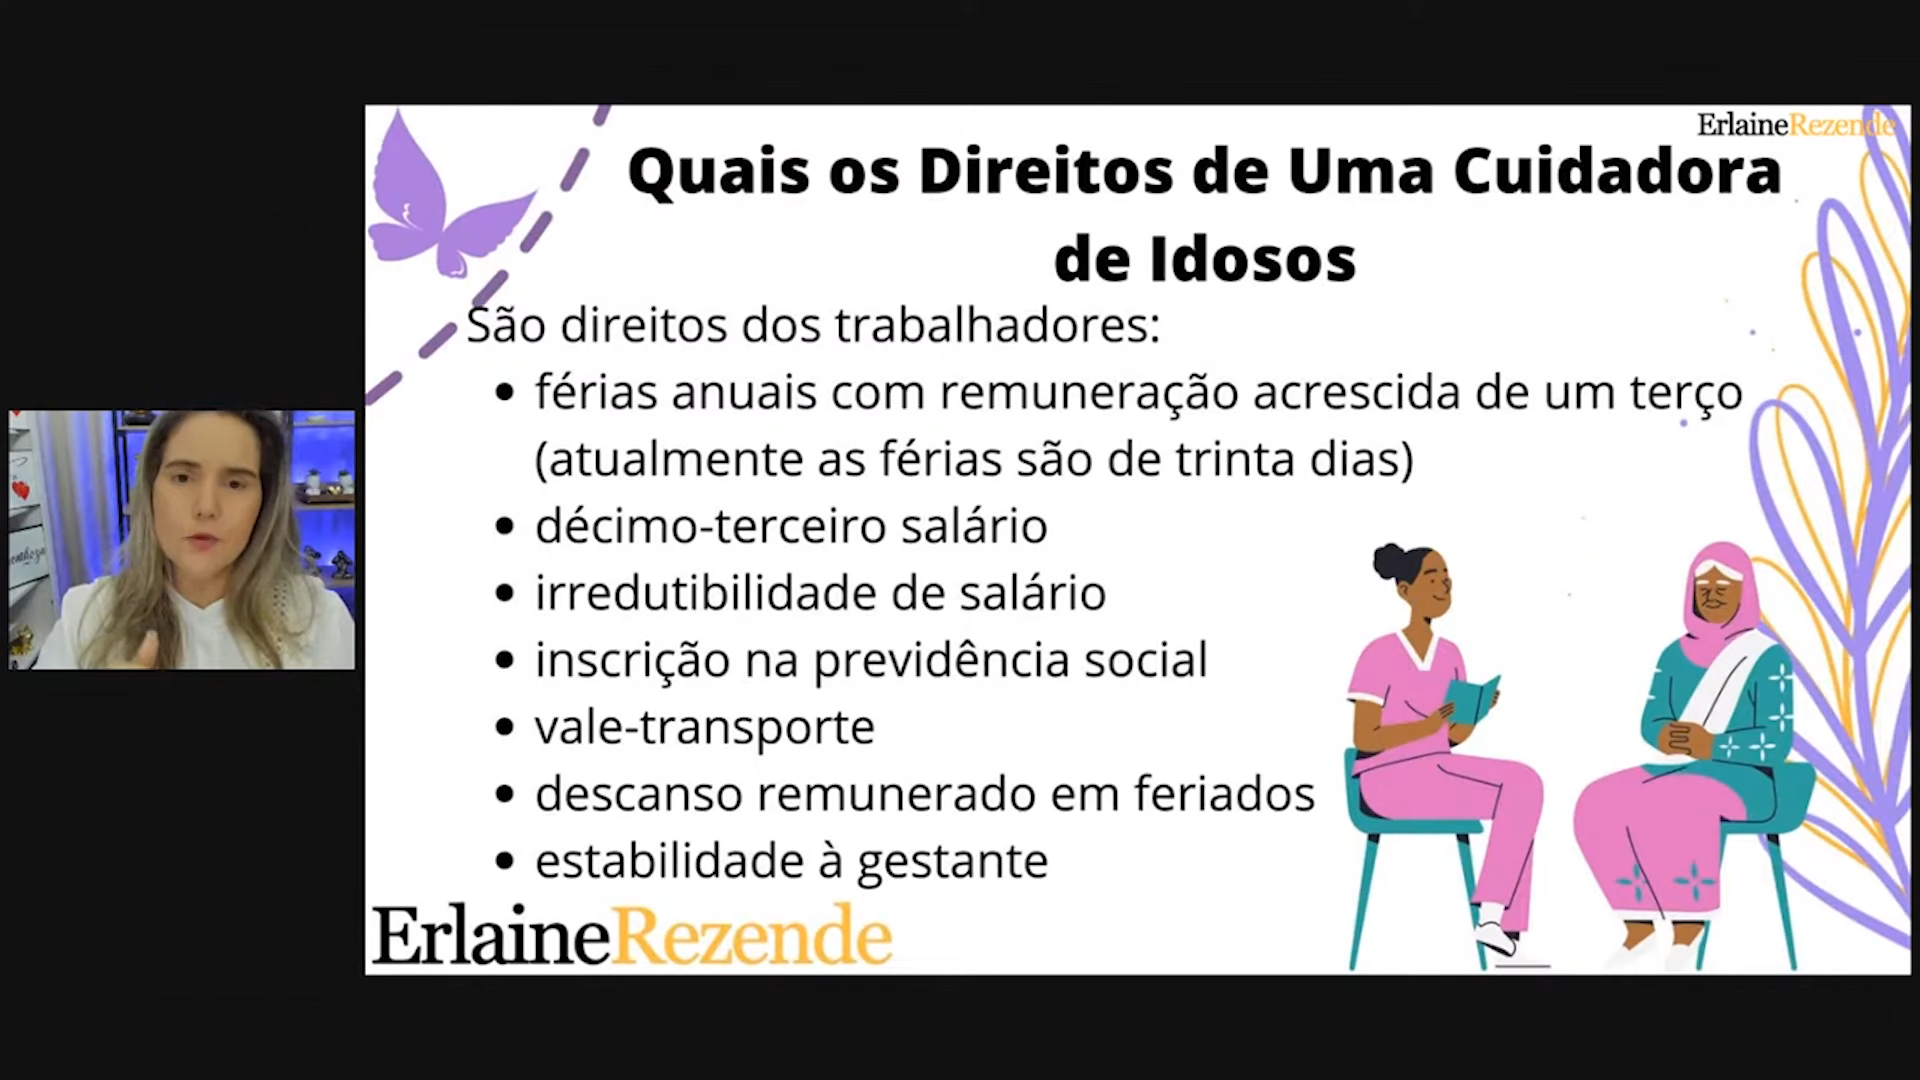 ErlaineRezende
Quais os Direitos de Uma Cuidadora
de Idosos
São direitos dos trabalhadores:
• férias anuais com remuneração acrescida de um terço
(atualmente as férias são de trinta dias)
• décimo-terceiro salário
• irredutibilidade de salário
• inscrição na previdência social
• vale-transporte
• descanso remunerado em feriados
• estabilidade à gestante
ErlaineRezende